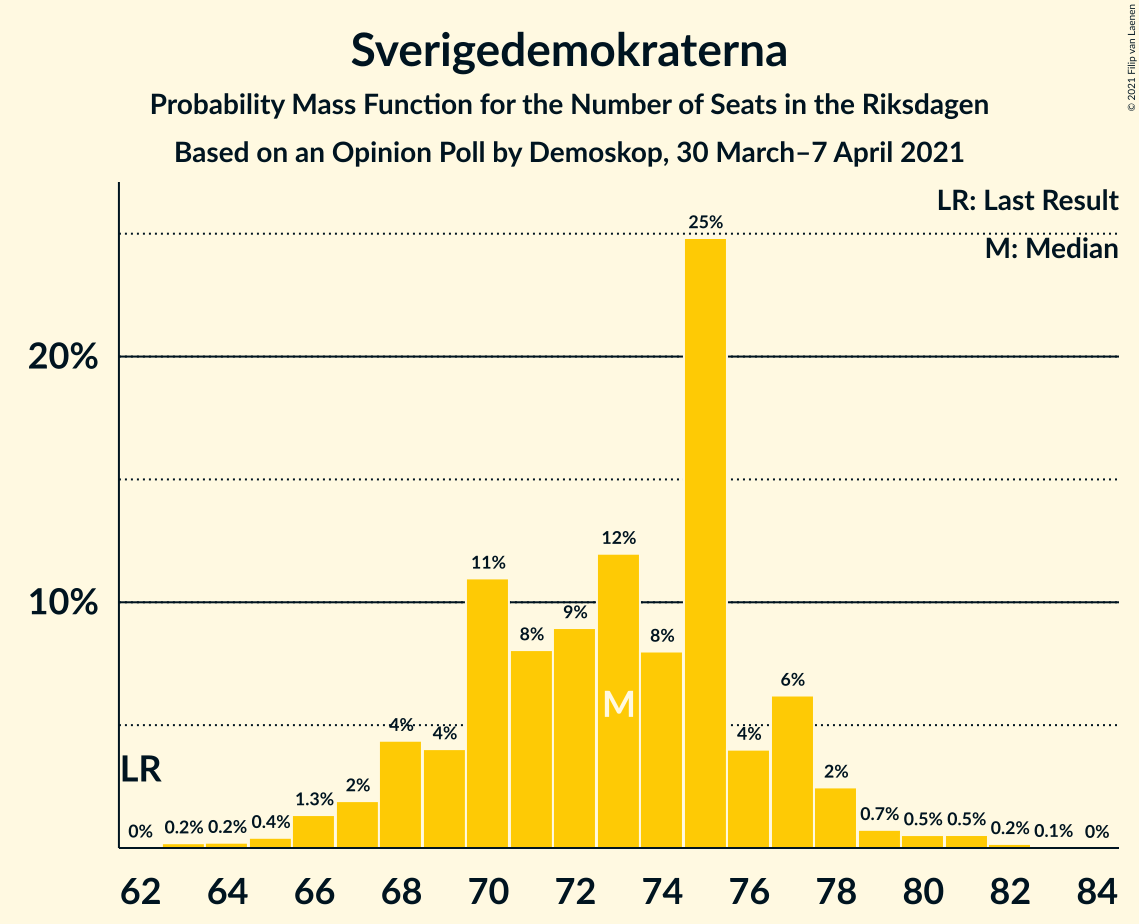 Sverigedemokraterna
Probability Mass Function for the Number of Seats in the Riksdagen
Based on an Opinion Poll by Demoskop, 30 March–7 April 2021
© 2021 Filip van Laenen
LR: Last Result
M: Median
25%
20%
12%
11%
10%
9%
8%
8%
6%
M
4%
4%
4%
LR
2%
2%
1.3%
0.7%
0.5%
0.5%
0.4%
0%
0.2%
0.2%
0.2%
0.1%
0%
62 64 66 68 70 72 74 76 78 80 82 84